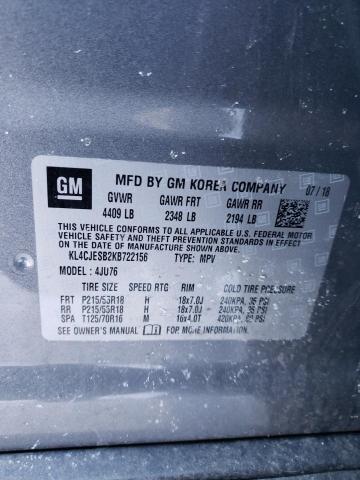 GM
MFD BY GM KOREA COMPANY 07 / 18
GVWR GAWR FRT GAWR RR
4409 LB 2348 LB 2194 LB
THIS VEHICLE CONFORMS TO ALL APPLICABLE U.S. FEDERAL MOTOR
VEHICLE SAFETY, BUMPER, AND THEFT PREVENTION
STANDARDS IN EFFECT ON THE DATE OF
MANUFACTURE SHOWN ABOVE.
KL4CJESB2KB722156 TYPE: MPV
MODEL : 4JU76
TIRE SIZE SPEED RTG RIM COLD TIRE PRESSURE
FRT P215/55R18 H 18x7.0J 240KPA, 35 PSI
RR P215/55R18 H 18x7.0J 240KPA, 35 PSI
SPA T125/70R16 M 16x4.0T 420KPA, 60 PSI
SEE OWNER'S MANUAL FOR MORE INFORMATION.